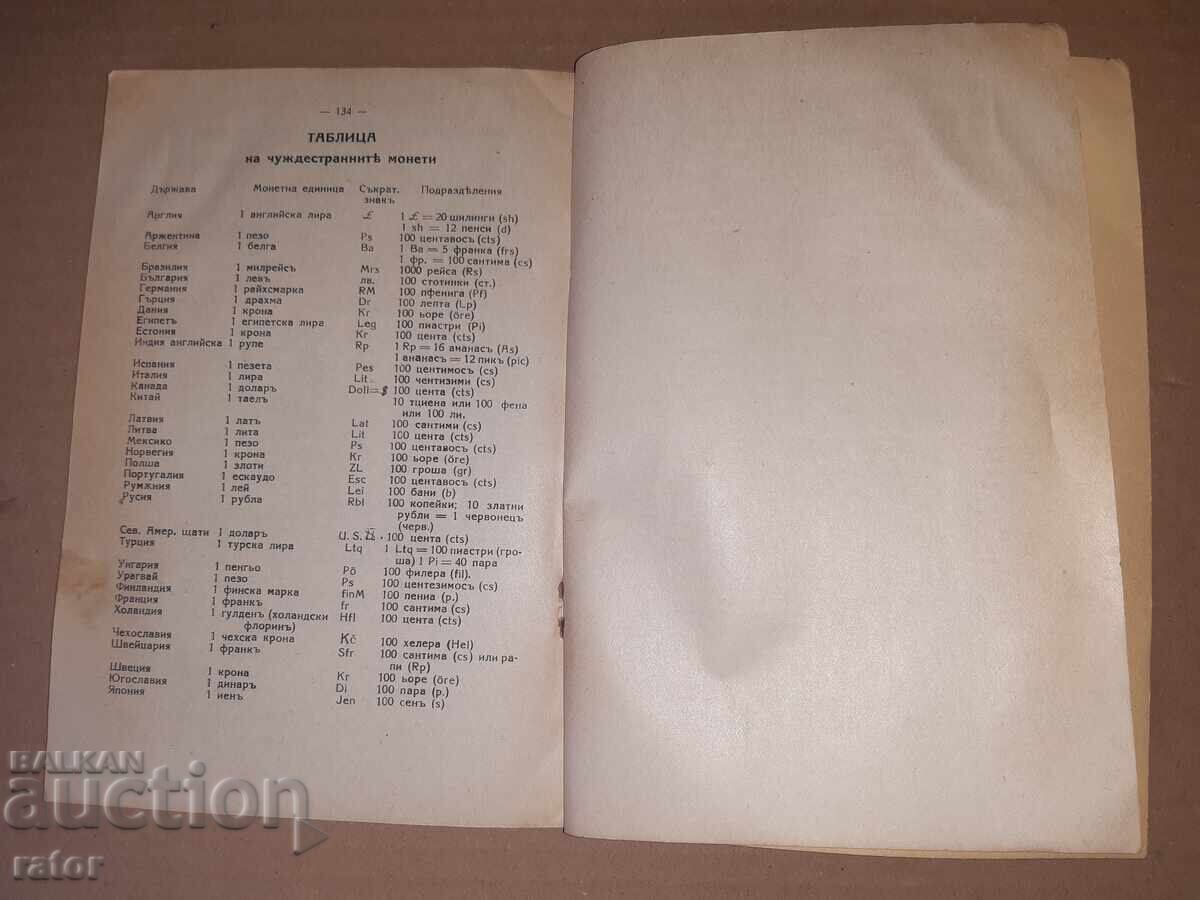 — 134 —
ТАБЛИЦА
на чуждестраннитѣ монети
Държава Монетна единица Съкрат. знакъ Подраздѣления
Англия 1 английска лира £ 1 £ = 20 шилинги (sh)
1 sh = 12 пенси (d)
Аржентина 1 пезо Ps 100 центавосъ (cts)
Белгия 1 белга Ba 1 Ba = 5 франка (frs)
1 фр. = 100 сантима (cs)
Бразилия 1 милрейсъ Mrs 1000 рейса (Rs)
България 1 левъ лв. 100 стотинки (ст.)
Германия 1 райхсмарка RM 100 пфенига (Pf)
Гърция 1 драхма Dr 100 лепта (Lp)
Дания 1 крона Kr 100 ьоре (öre)
Египетъ 1 египетска лира Leg 100 пиастри (Pi)
Естония 1 крона Kr 100 цента (cts)
Индия английска 1 рупе Rp 1 Rp = 16 ананасъ (As)
1 ананасъ = 12 пикъ (pic)
Испания 1 пезета Pes 100 центимосъ (cs)
Италия 1 лира Lit. 100 чентизими (cs)
Канада 1 доларъ Doll=$ 100 цента (cts)
Китай 1 таелъ 10 тциена или 100 фена
или 100 ли,
Латвия 1 латъ Lat 100 сантими (cs)
Литва 1 лита Lit 100 цента (cts)
Мексико 1 пезо Ps 100 центавосъ (cs)
Норвегия 1 крона Kr 100 ьоре (öre)
Полша 1 злоти ZL 100 гроша (gr)
Португалия 1 ескаудо Esc 100 центавосъ (cts)
Румжния 1 лей Lei 100 бани (b)
Русия 1 рубла Rbl 100 копейки; 10 златни
рубли = 1 червонецъ
(черв.)
Сев. Амер. щати 1 доларъ U. S. 100 цента (cts)
Турция 1 турска лира Ltq 1 Ltq = 100 пиастри (гро-
ша) 1 Pi = 40 пара
Унгария 1 пенгьо Pö 100 филера (fil).
Урагвай 1 пезо Ps 100 центезимосъ (cs)
Финландия 1 финска марка finM 100 пениа (p.)
Франция 1 франкъ fr 100 сантима (cs)
Холандия 1 гулденъ (холандски Hfl 100 цента (cts)
флоринъ)
Чехославия 1 чехска крона Kč 100 хелера (Hel)
Швейцария 1 франкъ Sfr 100 сантима (cs) или ра-
пи (Rp)
Швеция 1 крона Kr 100 ьоре (öre)
Югославия 1 динаръ Di 100 пара (p.)
Япония 1 иенъ Jen 100 сенъ (s)
BALKAN
auction
rator